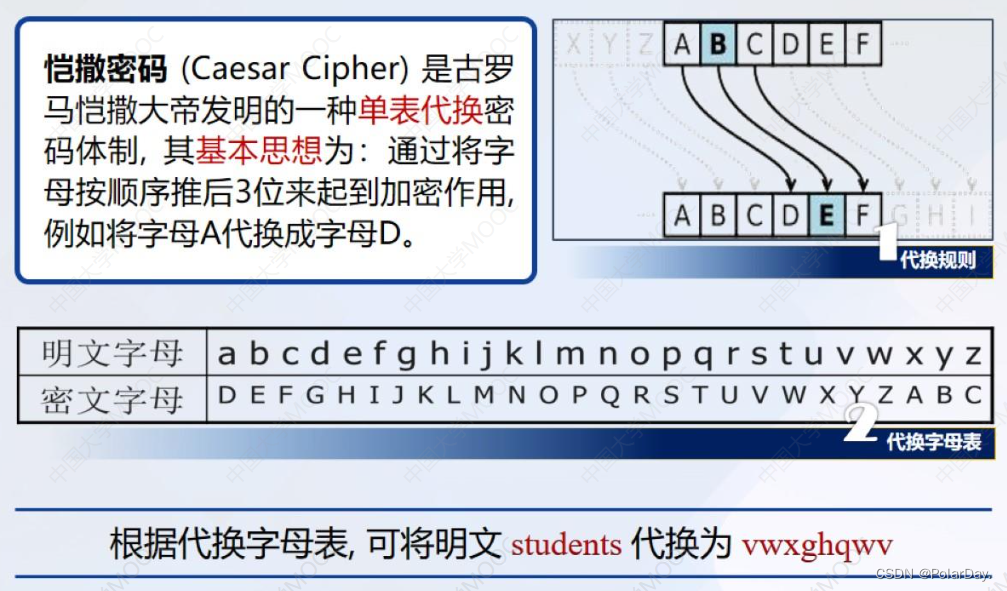 恺撒密码 (Caesar Cipher) 是古罗
马恺撒大帝发明的一种单表代换密
码体制, 其基本思想为：通过将字
母按顺序推后3位来起到加密作用,
例如将字母A代换成字母D。
X Y Z A B C D E F ...
... A B C D E F G H I
1 代换规则
明文字母 a b c d e f g h i j k l m n o p q r s t u v w x y z
密文字母 D E F G H I J K L M N O P Q R S T U V W X Y Z A B C
2 代换字母表
根据代换字母表, 可将明文 students 代换为 vwxghqwv
CSDN @PolarDay.
中国大学MOOC